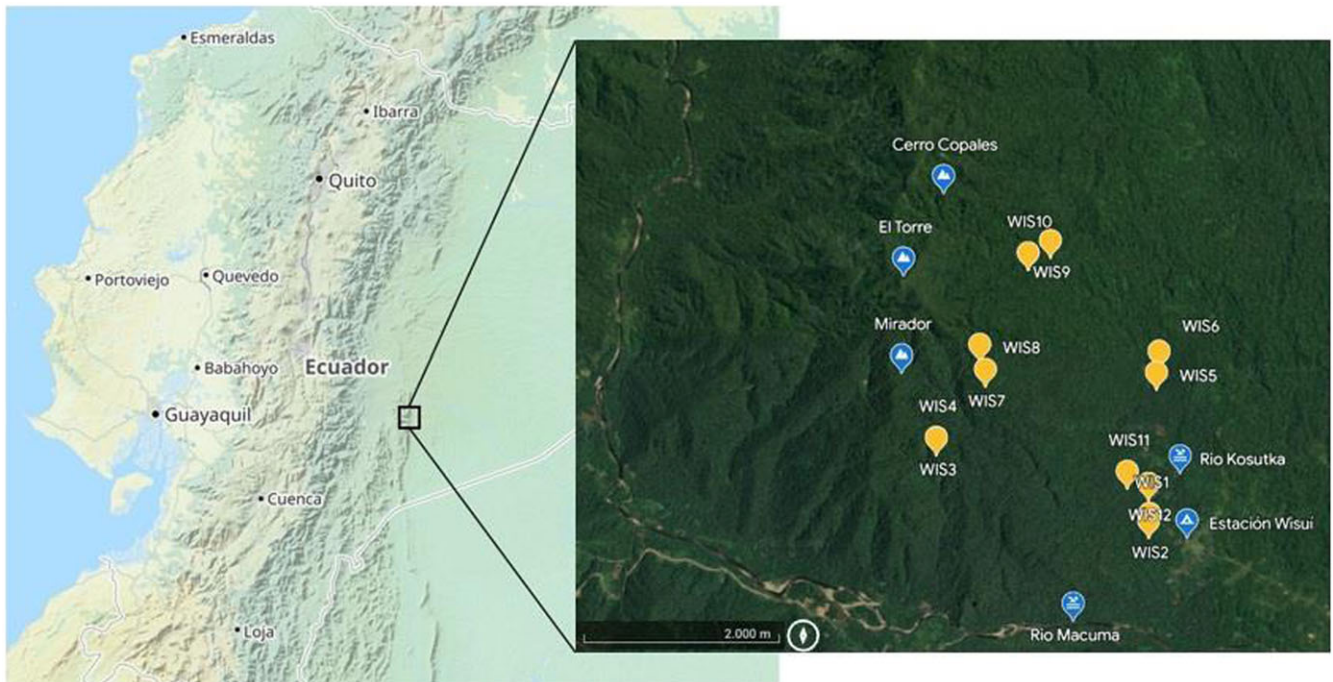 Esmeraldas
Ibarra
Quito
Portoviejo
Quevedo
Babahoyo
Ecuador
Guayaquil
Cuenca
Loja
Cerro Copales
El Torre
WIS10
WIS9
Mirador
WIS8
WIS6
WIS7
WIS5
WIS4
WIS3
WIS11
Rio Kosutka
WIS1
WIS12
Estación Wisui
WIS2
2.000 m
Rio Macuma